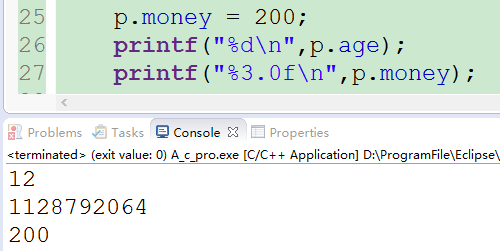 25 p.money = 200;
26 printf("%d\n",p.age);
27 printf("%3.0f\n",p.money);
Problems Tasks Console Properties
<terminated> (exit value: 0) A_c_pro.exe [C/C++ Application] D:\ProgramFile\Eclipse\
12
1128792064
200